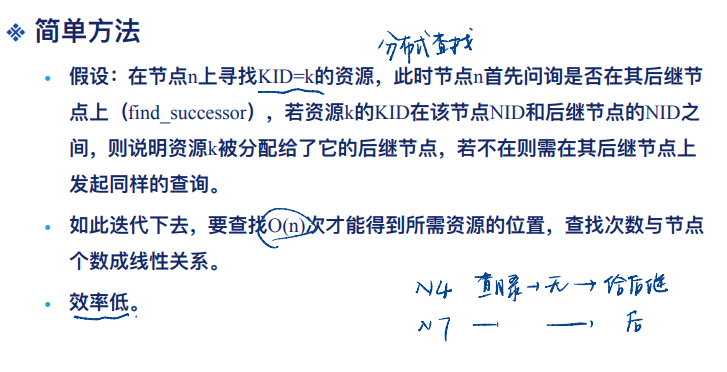 简单方法
分布式查找
假设：在节点n上寻找KID=k的资源，此时节点n首先问询是否在其后继节
点上（find_successor），若资源k的KID在该节点NID和后继节点的NID之
间，则说明资源k被分配给了它的后继节点，若不在则需在其后继节点上
发起同样的查询。
如此迭代下去，要查找O(n)次才能得到所需资源的位置，查找次数与节点
个数成线性关系。
效率低。
N4 查 → 无 → 给后继
N7 — → 后